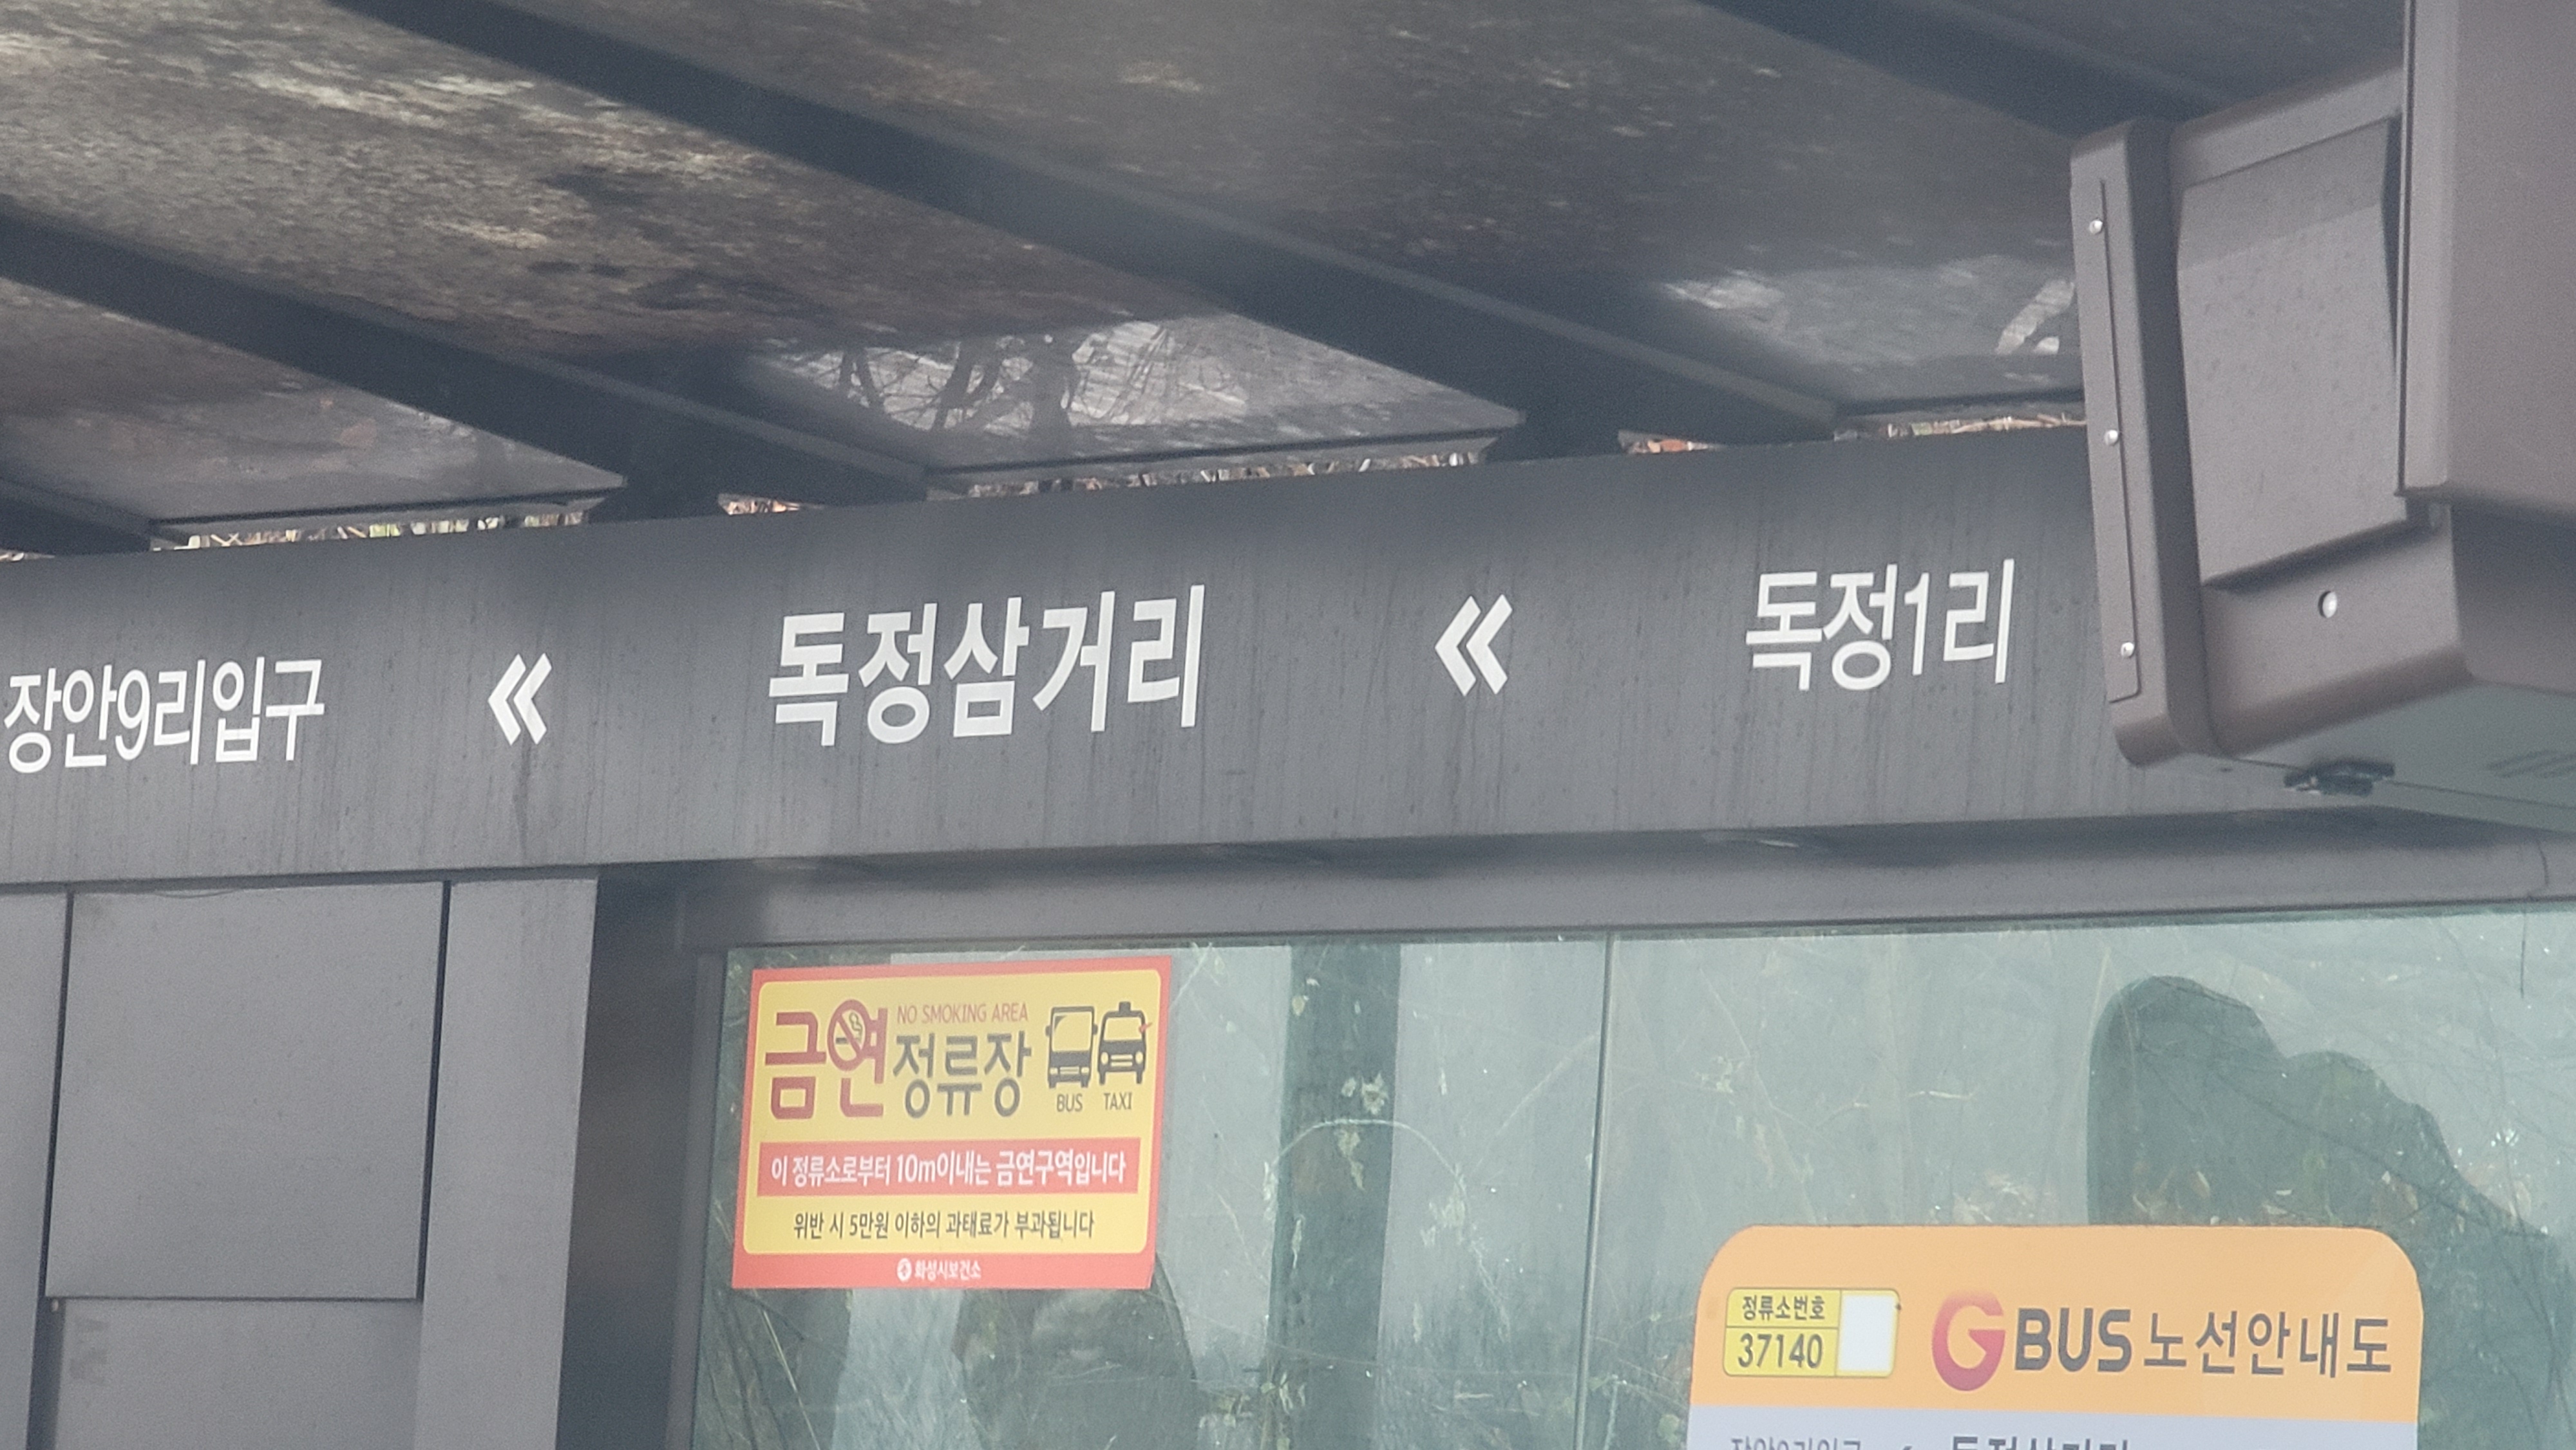 장안9리입구 « 독정삼거리 « 독정1리
NO SMOKING AREA
금연 정류장
BUS TAXI
이 정류소로부터 10m이내는 금연구역입니다
위반 시 5만원 이하의 과태료가 부과됩니다
화성시보건소
정류소번호
37140
G BUS 노선안내도